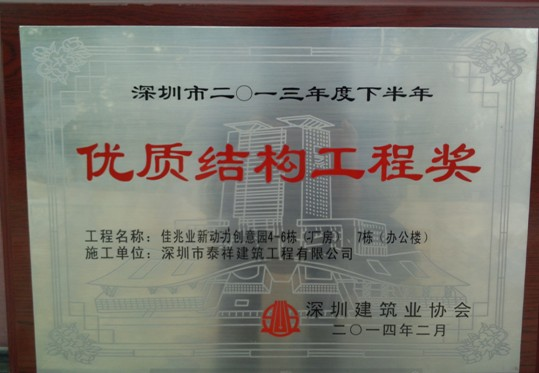 深圳市二〇一三年度下半年
优质结构工程奖
工程名称：佳兆业新动力创意园4-6栋（厂房）、7栋（办公楼）
施工单位：深圳市泰祥建筑工程有限公司
深圳建筑业协会
二〇一四年二月